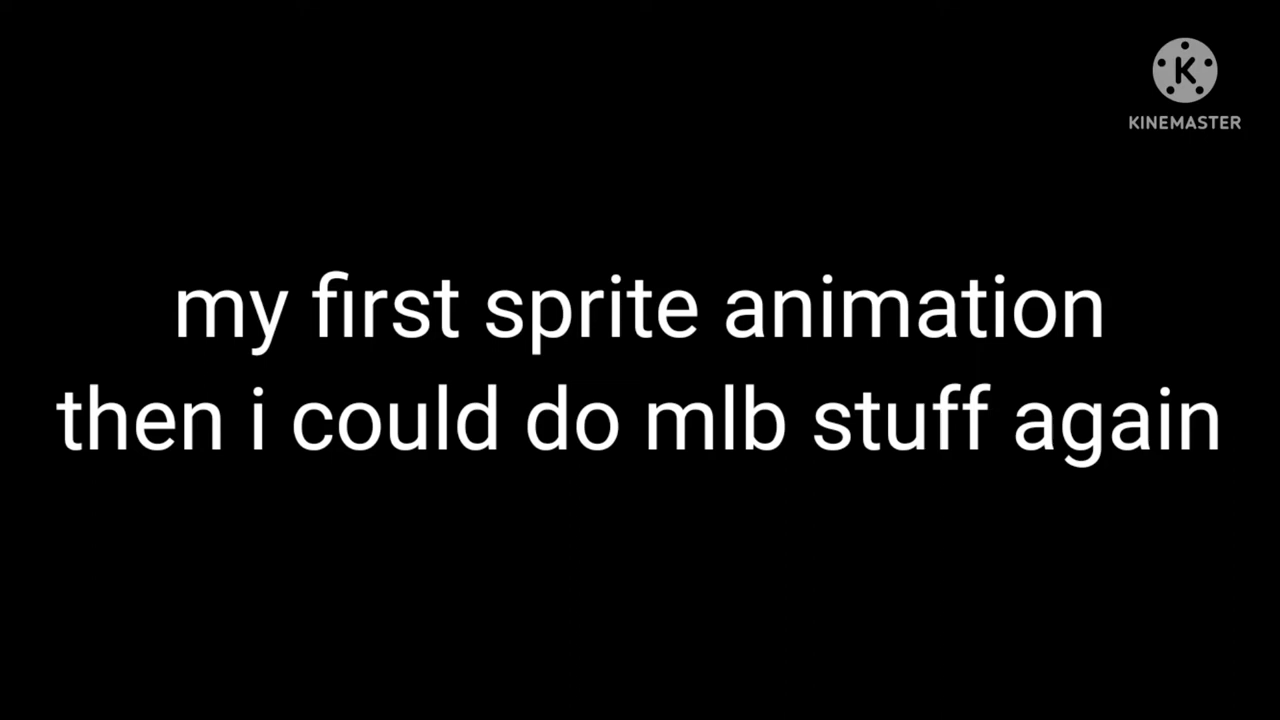 K
KINEMASTER
my first sprite animation
then i could do mlb stuff again